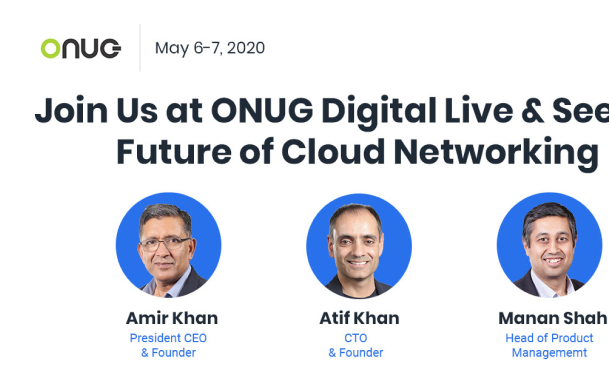 onug
May 6-7, 2020
Join Us at ONUG Digital Live & See
Future of Cloud Networking
Amir Khan
Atif Khan
Manan Shah
President CEO
& Founder
CTO
& Founder
Head of Product
Managememt